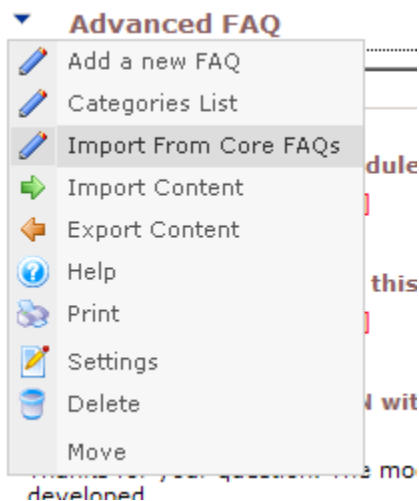 Advanced FAQ
Add a new FAQ
Categories List
Import From Core FAQs
dule
Import Content
]
Export Content
Help
this
Print
]
Settings
Delete
wit
Move
developed